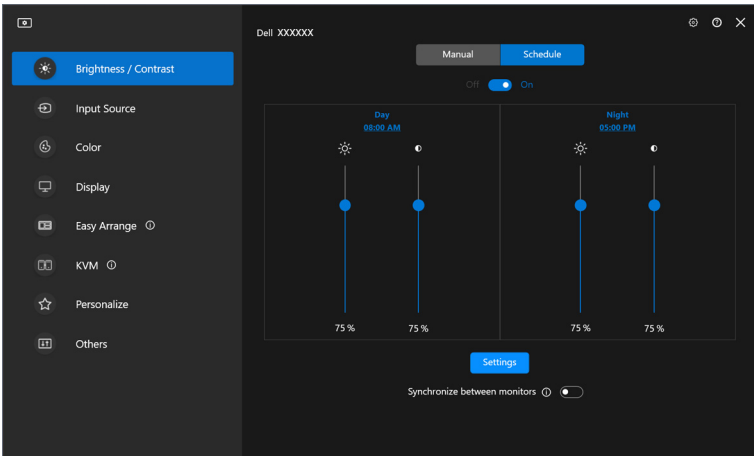 Dell XXXXXX
Brightness / Contrast
Input Source
Color
Display
Easy Arrange
KVM
Personalize
Others
Manual Schedule
Off On
Day
08:00 AM
75 % 75 %
Night
05:00 PM
75 % 75 %
Settings
Synchronize between monitors